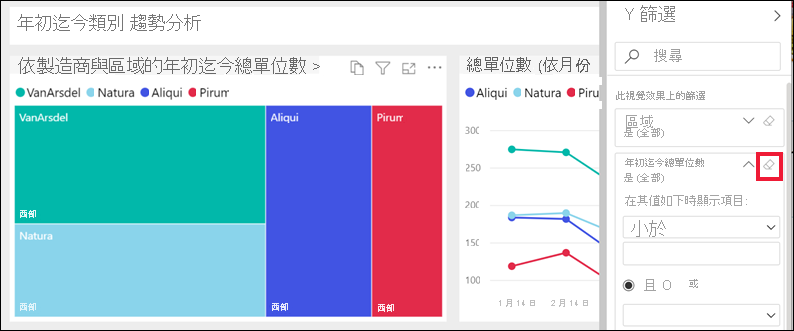 年初迄今類別 趨勢分析
依製造商與區域的年初迄今總單位數 >
VanArsdel Natura Aliqui Pirum
VanArsdel
西部
Natura
西部
Aliqui
西部
Pirum
西部
總單位數 (依月份
Aliqui Natura Piru
300
250
200
150
100
1月14日 2月14日
Y 篩選
搜尋
此視覺效果上的篩選
區域
是 (全部)
年初迄今總單位數
是 (全部)
在其值如下時顯示項目:
小於
且 O 或